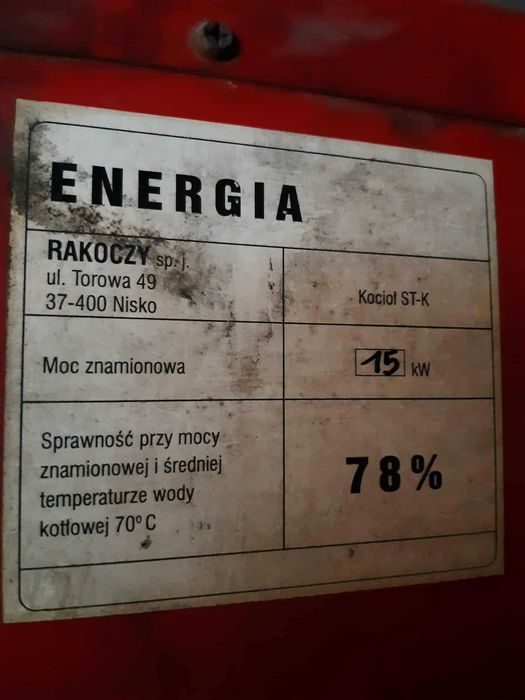 ENERGIA
RAKOCZY sp. j.
ul. Torowa 49
37-400 Nisko
Kocioł ST-K
Moc znamionowa
15 kW
Sprawność przy mocy
znamionowej i średniej
temperaturze wody
kotłowej 70º C
78%